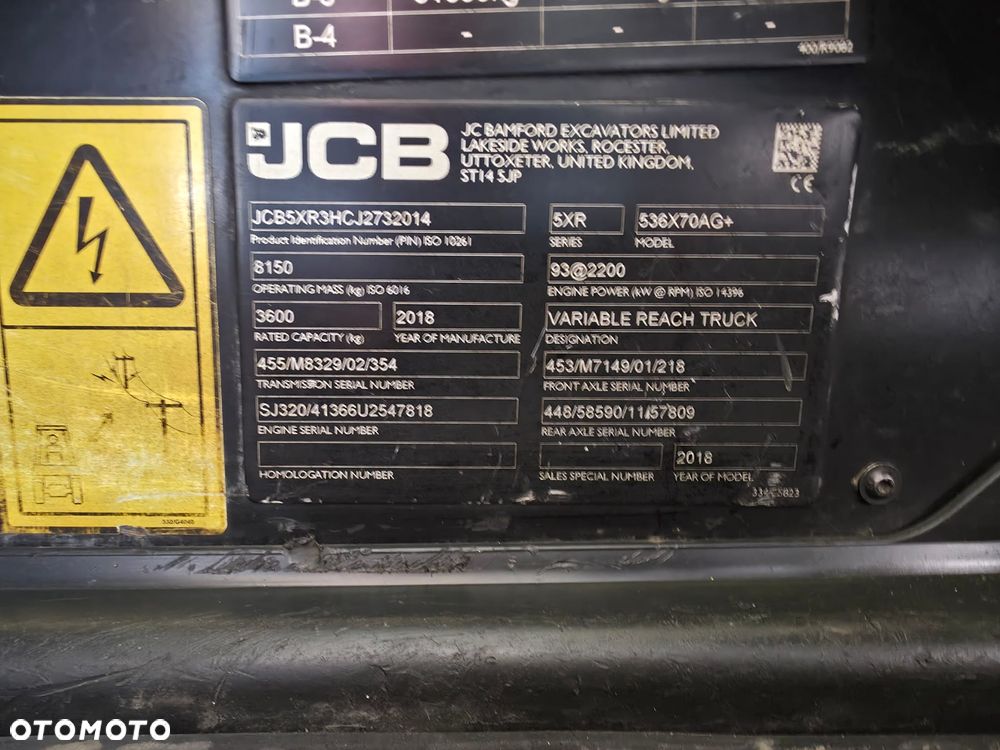 B-4 - - -
400/R9082
JCB
JC BAMFORD EXCAVATORS LIMITED
LAKESIDE WORKS, ROCESTER,
UTTOXETER, UNITED KINGDOM.
ST14 5JP
CE
JCB5XR3HCJ2732014 5XR 536X70AG+
Product Identification Number (PIN) ISO 10261 SERIES MODEL
8150 93@2200
OPERATING MASS (kg) ISO 6016 ENGINE POWER (kW @ RPM) ISO 14396
3600 2018 VARIABLE REACH TRUCK
RATED CAPACITY (kg) YEAR OF MANUFACTURE DESIGNATION
455/M8329/02/354 453/M7149/01/218
TRANSMISSION SERIAL NUMBER FRONT AXLE SERIAL NUMBER
SJ320/41366U2547818 448/58590/11/57809
ENGINE SERIAL NUMBER REAR AXLE SERIAL NUMBER
2018
HOMOLOGATION NUMBER SALES SPECIAL NUMBER YEAR OF MODEL
OTOMOTO